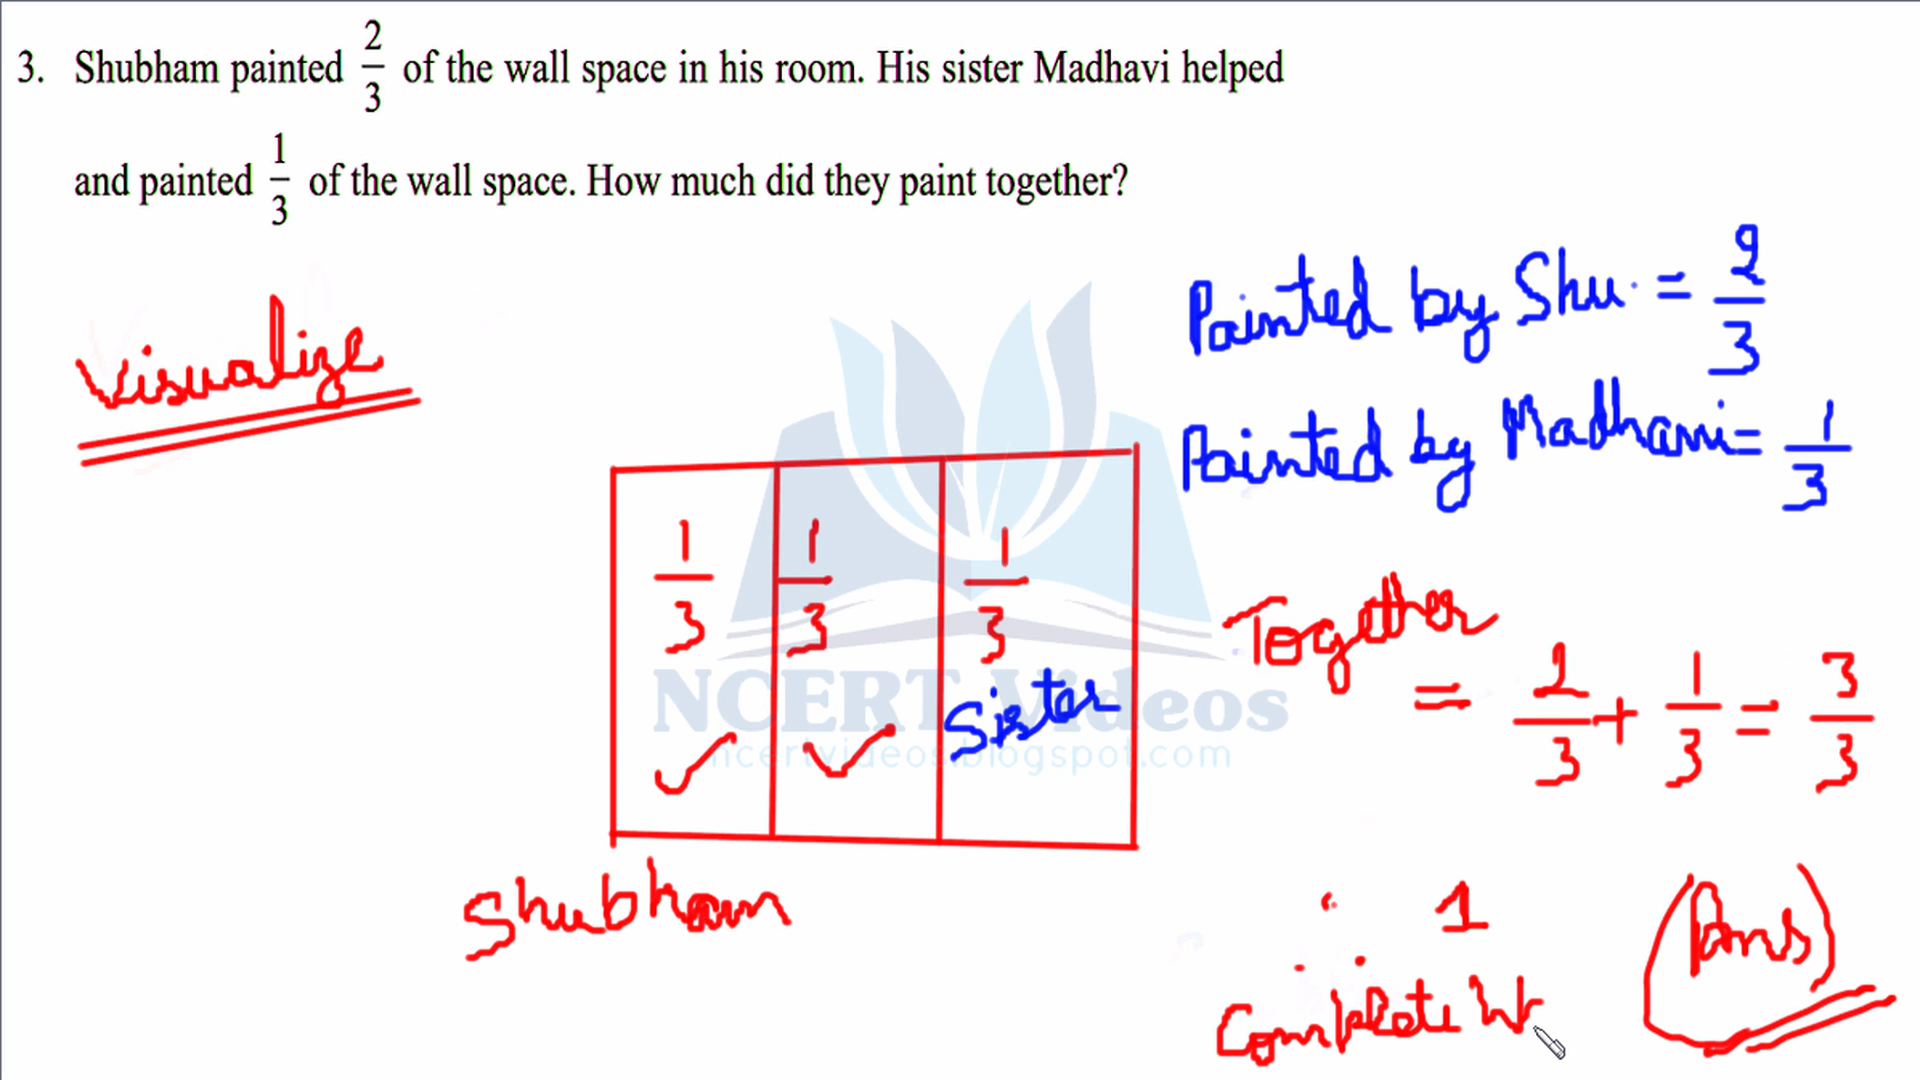 3. Shubham painted 2/3 of the wall space in his room. His sister Madhavi helped
and painted 1/3 of the wall space. How much did they paint together?
Visualize
Painted by Shu. = 2/3
Painted by Madhavi = 1/3
1/3 1/3 1/3
Sister
Shubham
Together
= 2/3 + 1/3 = 3/3
1
Complete
Ans
NCERT Videos
ncertvideos.blogspot.com